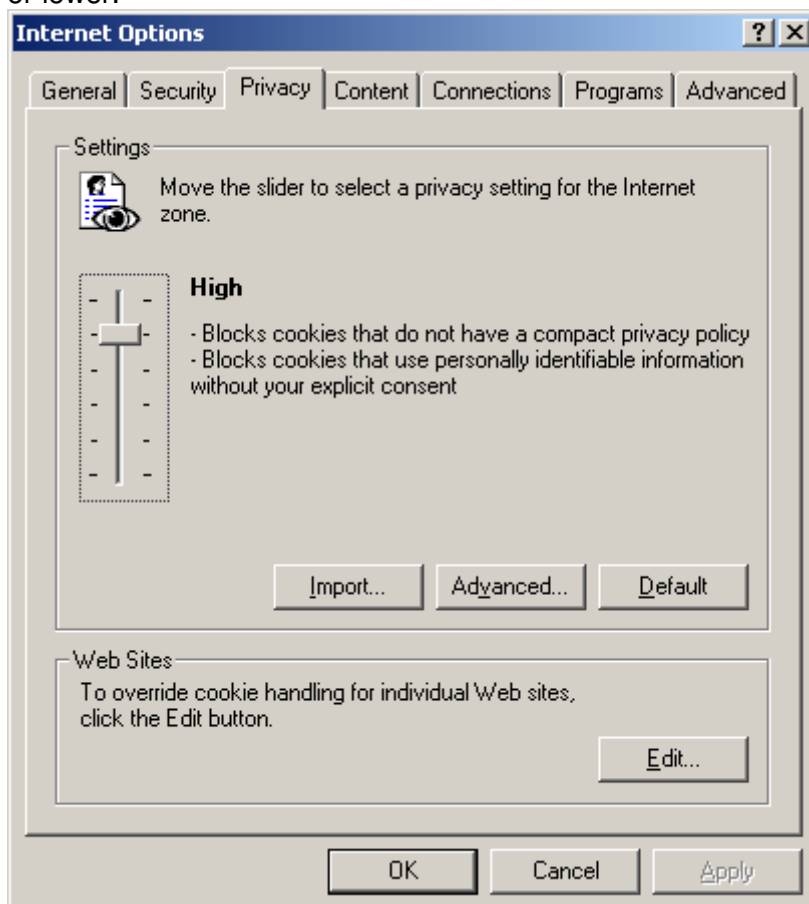 or lower.
Internet Options
General Security Privacy Content Connections Programs Advanced
Settings
Move the slider to select a privacy setting for the Internet
zone.
High
- Blocks cookies that do not have a compact privacy policy
- Blocks cookies that use personally identifiable information
without your explicit consent
Import... Advanced... Default
Web Sites
To override cookie handling for individual Web sites,
click the Edit button.
Edit...
OK Cancel Apply